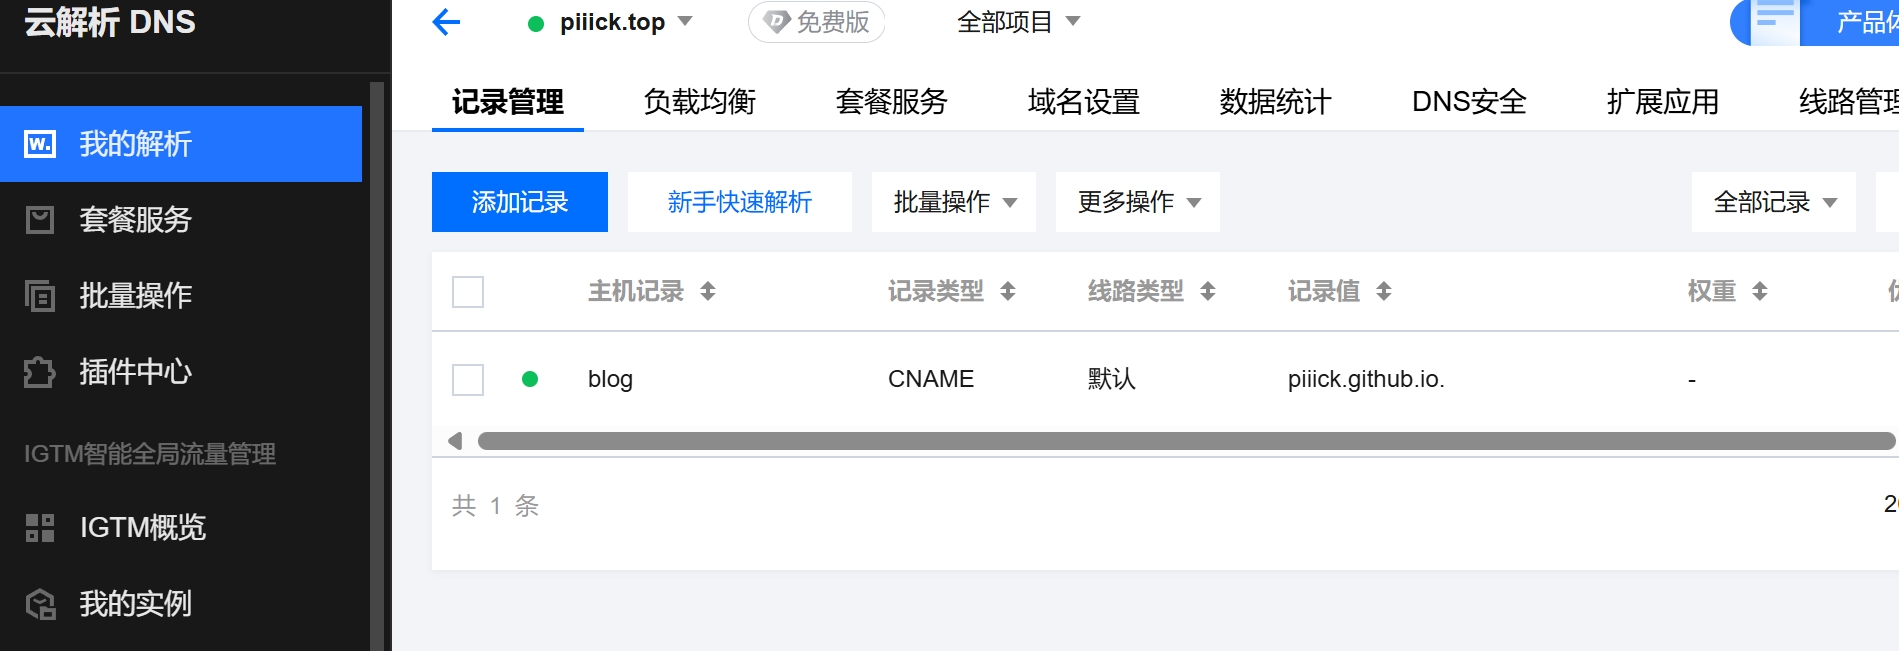 云解析 DNS
piiick.top
免费版
全部项目
产品体
记录管理
负载均衡
套餐服务
域名设置
数据统计
DNS安全
扩展应用
线路管理
W.
我的解析
套餐服务
批量操作
插件中心
IGTM智能全局流量管理
IGTM概览
我的实例
添加记录
新手快速解析
批量操作
更多操作
全部记录
主机记录
记录类型
线路类型
记录值
权重
blog
CNAME
默认
piiick.github.io.
-
共 1 条